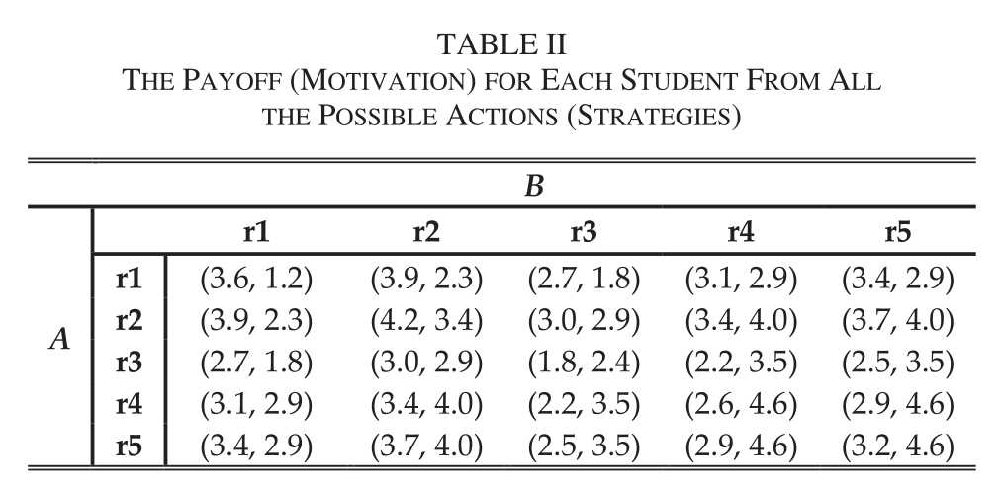 TABLE II
THE PAYOFF (MOTIVATION) FOR EACH STUDENT FROM ALL
THE POSSIBLE ACTIONS (STRATEGIES)
B
r1 r2 r3 r4 r5
r1 (3.6, 1.2) (3.9, 2.3) (2.7, 1.8) (3.1, 2.9) (3.4, 2.9)
r2 (3.9, 2.3) (4.2, 3.4) (3.0, 2.9) (3.4, 4.0) (3.7, 4.0)
A
r3 (2.7, 1.8) (3.0, 2.9) (1.8, 2.4) (2.2, 3.5) (2.5, 3.5)
r4 (3.1, 2.9) (3.4, 4.0) (2.2, 3.5) (2.6, 4.6) (2.9, 4.6)
r5 (3.4, 2.9) (3.7, 4.0) (2.5, 3.5) (2.9, 4.6) (3.2, 4.6)